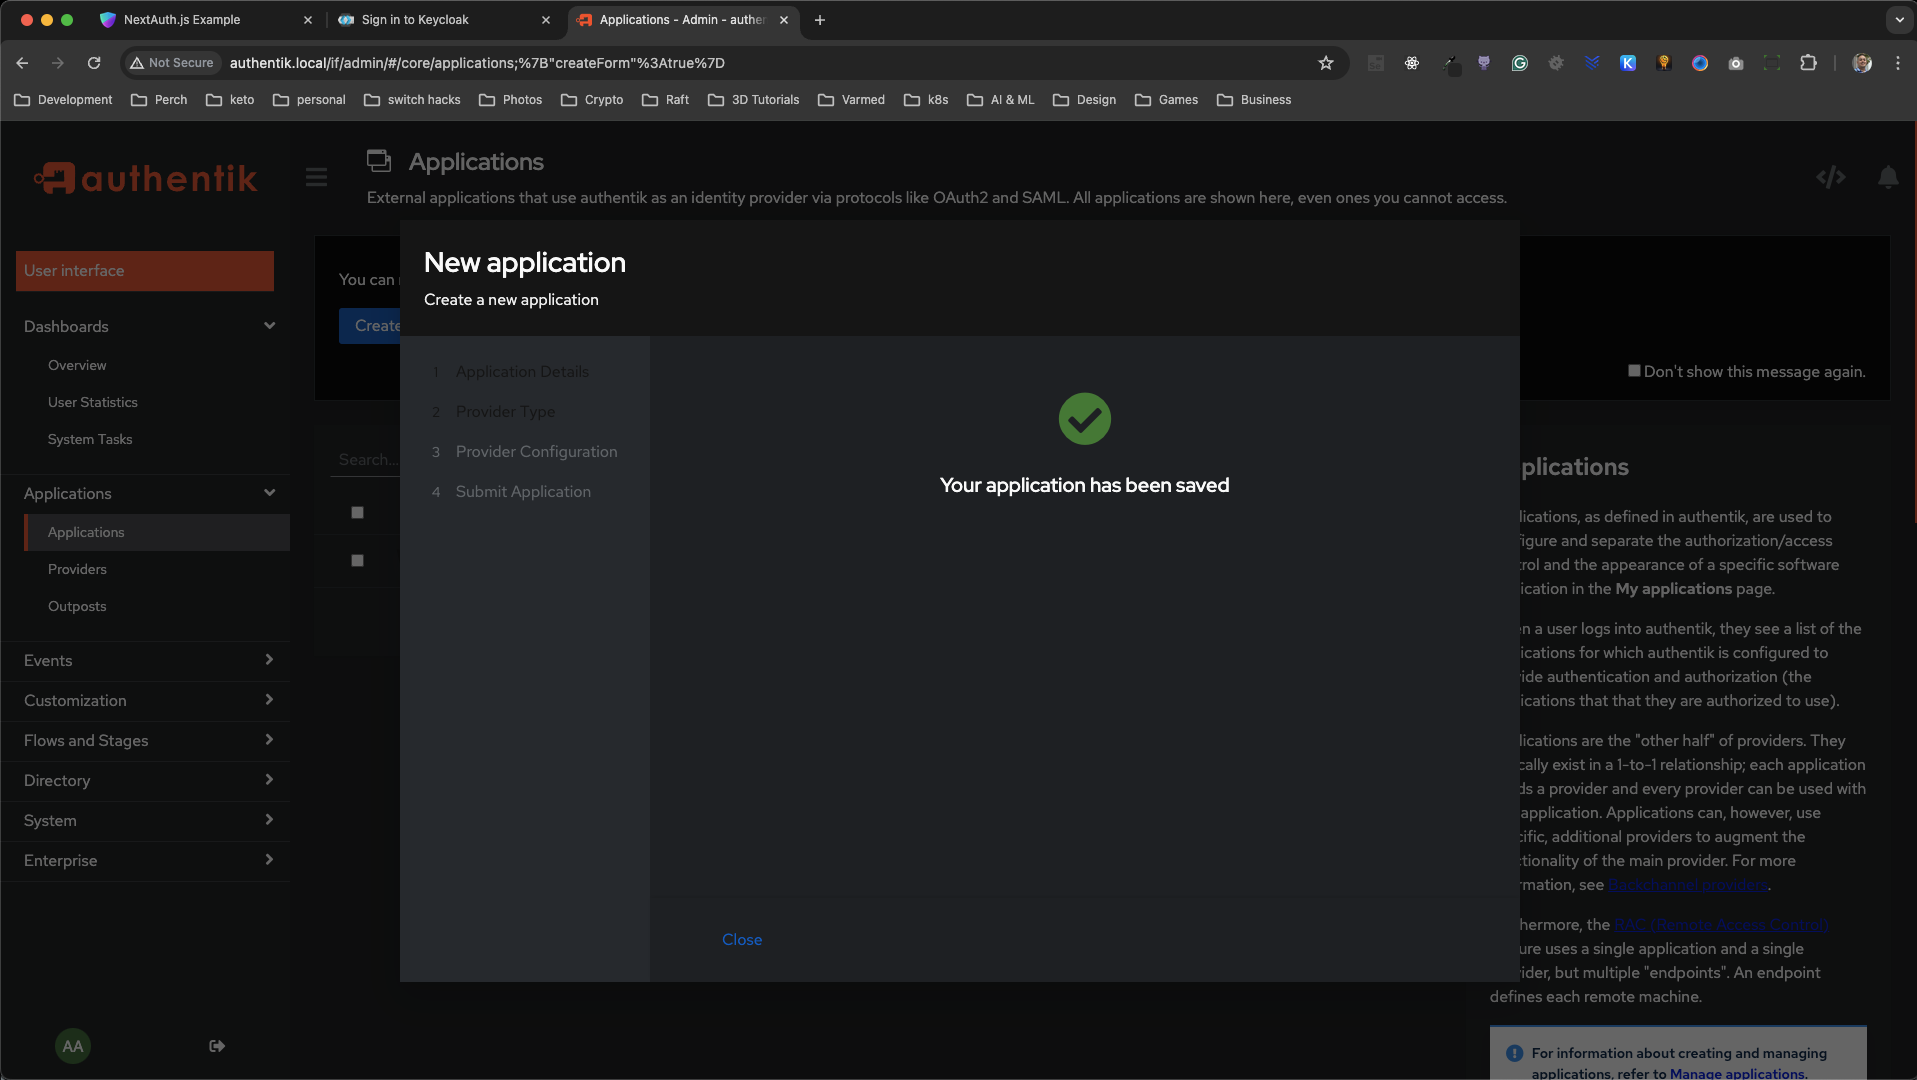 NextAuth.js Example
Sign in to Keycloak
Applications - Admin - authen
Not Secure
authentik.local/if/admin/#/core/applications;%7B"createForm"%3Atrue%7D
Development
Perch
keto
personal
switch hacks
Photos
Crypto
Raft
3D Tutorials
Varmed
k8s
AI & ML
Design
Games
Business
authentik
Applications
External applications that use authentik as an identity provider via protocols like OAuth2 and SAML. All applications are shown here, even ones you cannot access.
User interface
Dashboards
Overview
User Statistics
System Tasks
Applications
Applications
Providers
Outposts
Events
Customization
Flows and Stages
Directory
System
Enterprise
AA
You can
Create
Don't show this message again.
Search...
New application
Create a new application
1 Application Details
2 Provider Type
3 Provider Configuration
4 Submit Application
Your application has been saved
Close
plications
lications, as defined in authentik, are used to
igure and separate the authorization/access
rol and the appearance of a specific software
ication in the My applications page.
n a user logs into authentik, they see a list of the
ications for which authentik is configured to
ide authentication and authorization (the
ications that that they are authorized to use).
lications are the "other half" of providers. They
cally exist in a 1-to-1 relationship; each application
ds a provider and every provider can be used with
application. Applications can, however, use
cific, additional providers to augment the
tionality of the main provider. For more
rmation, see Backchannel providers.
hermore, the RAC (Remote Access Control)
ure uses a single application and a single
ider, but multiple "endpoints". An endpoint
defines each remote machine.
For information about creating and managing
applications, refer to Manage applications.